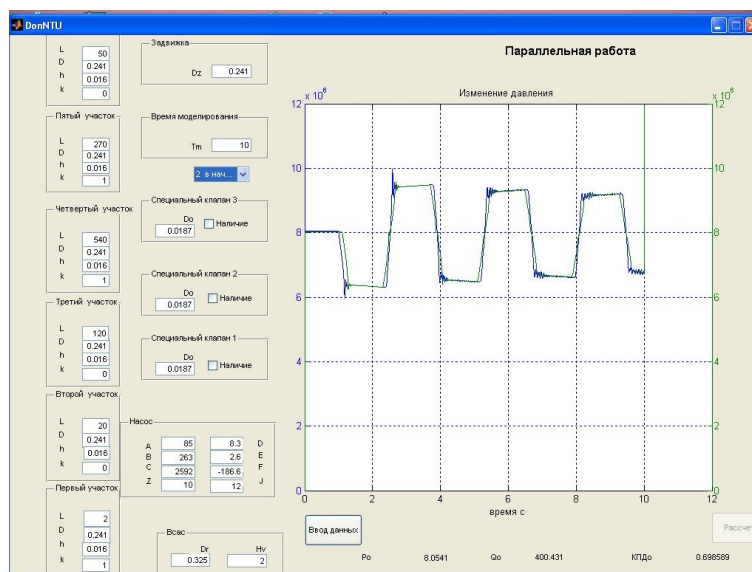 DonNTU
L 50
D 0.241
h 0.016
k 0
Пятый участок
L 270
D 0.241
h 0.016
k 1
Четвертый участок
L 540
D 0.241
h 0.016
k 1
Третий участок
L 120
D 0.241
h 0.016
k 0
Второй участок
L 20
D 0.241
h 0.016
k 0
Первый участок
L 2
D 0.241
h 0.016
k 1
Задвижка
Dz 0.241
Время моделирования
Tm 10
2 в нач...
Специальный клапан 3
Do
0.0187 Наличие
Специальный клапан 2
Do
0.0187 Наличие
Специальный клапан 1
Do
0.0187 Наличие
Насос
A 85 8.3 D
B 263 2.6 E
C 2592 -186.6 F
Z 10 12 J
Всас
Dr Hv
0.325 2
Параллельная работа
Изменение давления
x 10⁶ x 10⁶
12 12
10 10
8 8
6 6
4 4
2 2
0 0
0 2 4 6 8 10 12
время с
Ввод данных
Рассчет
Po 8.0541 Qo 400.431 КПДо 0.698589